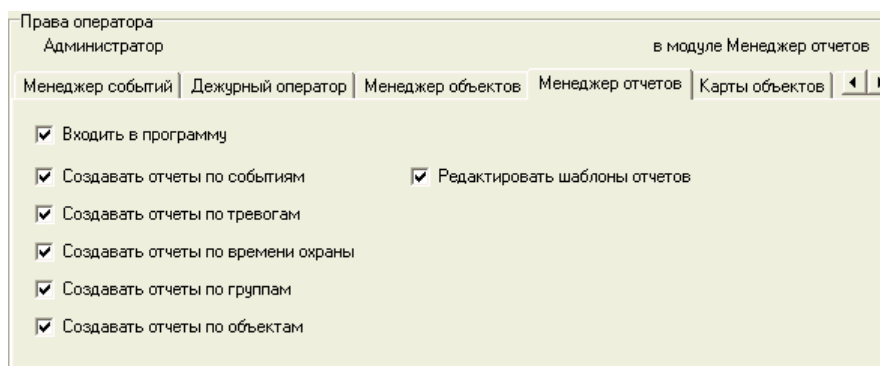 Права оператора
Администратор в модуле Менеджер отчетов
Менеджер событий Дежурный оператор Менеджер объектов Менеджер отчетов Карты объектов
Входить в программу
Создавать отчеты по событиям Редактировать шаблоны отчетов
Создавать отчеты по тревогам
Создавать отчеты по времени охраны
Создавать отчеты по группам
Создавать отчеты по объектам